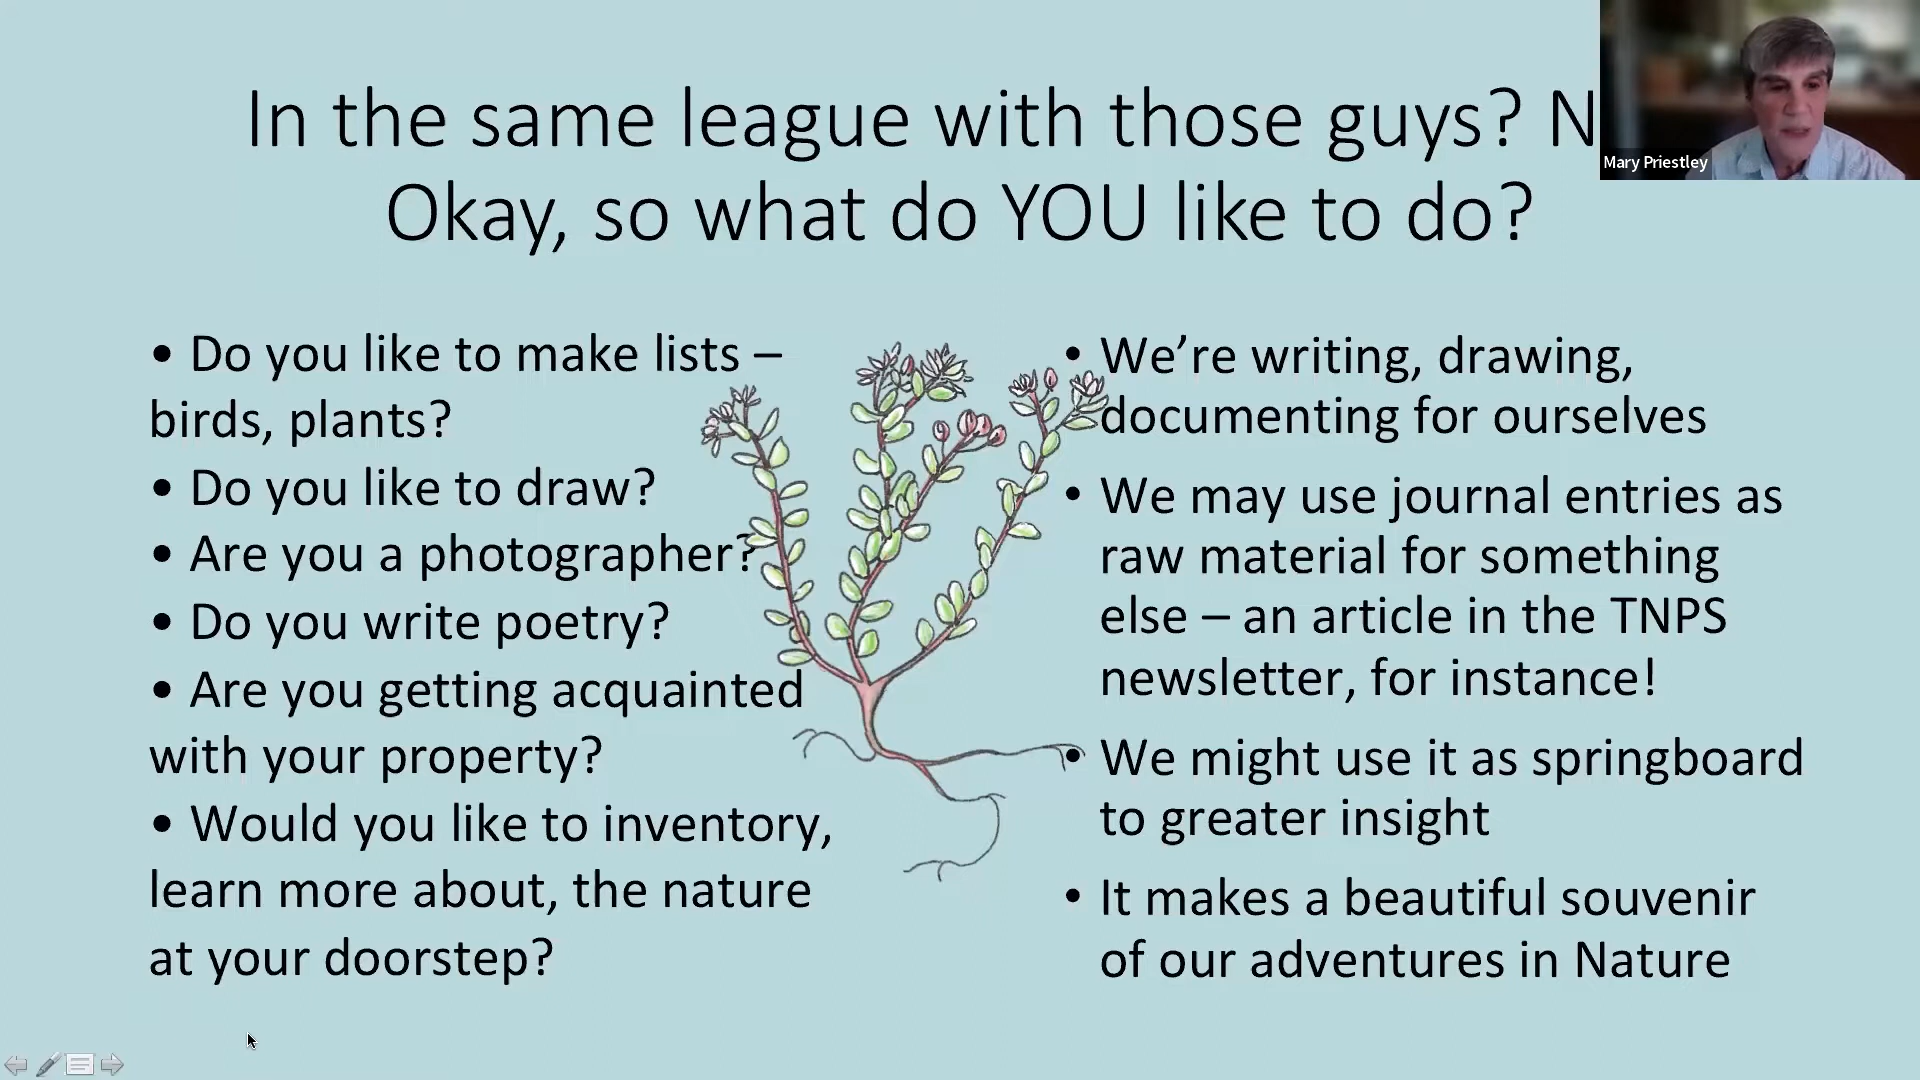 In the same league with those guys?
Okay, so what do YOU like to do?
Mary Priestley
• Do you like to make lists –
birds, plants?
• Do you like to draw?
• Are you a photographer?
• Do you write poetry?
• Are you getting acquainted
with your property?
• Would you like to inventory,
learn more about, the nature
at your doorstep?
• We’re writing, drawing,
documenting for ourselves
• We may use journal entries as
raw material for something
else – an article in the TNPS
newsletter, for instance!
• We might use it as springboard
to greater insight
• It makes a beautiful souvenir
of our adventures in Nature